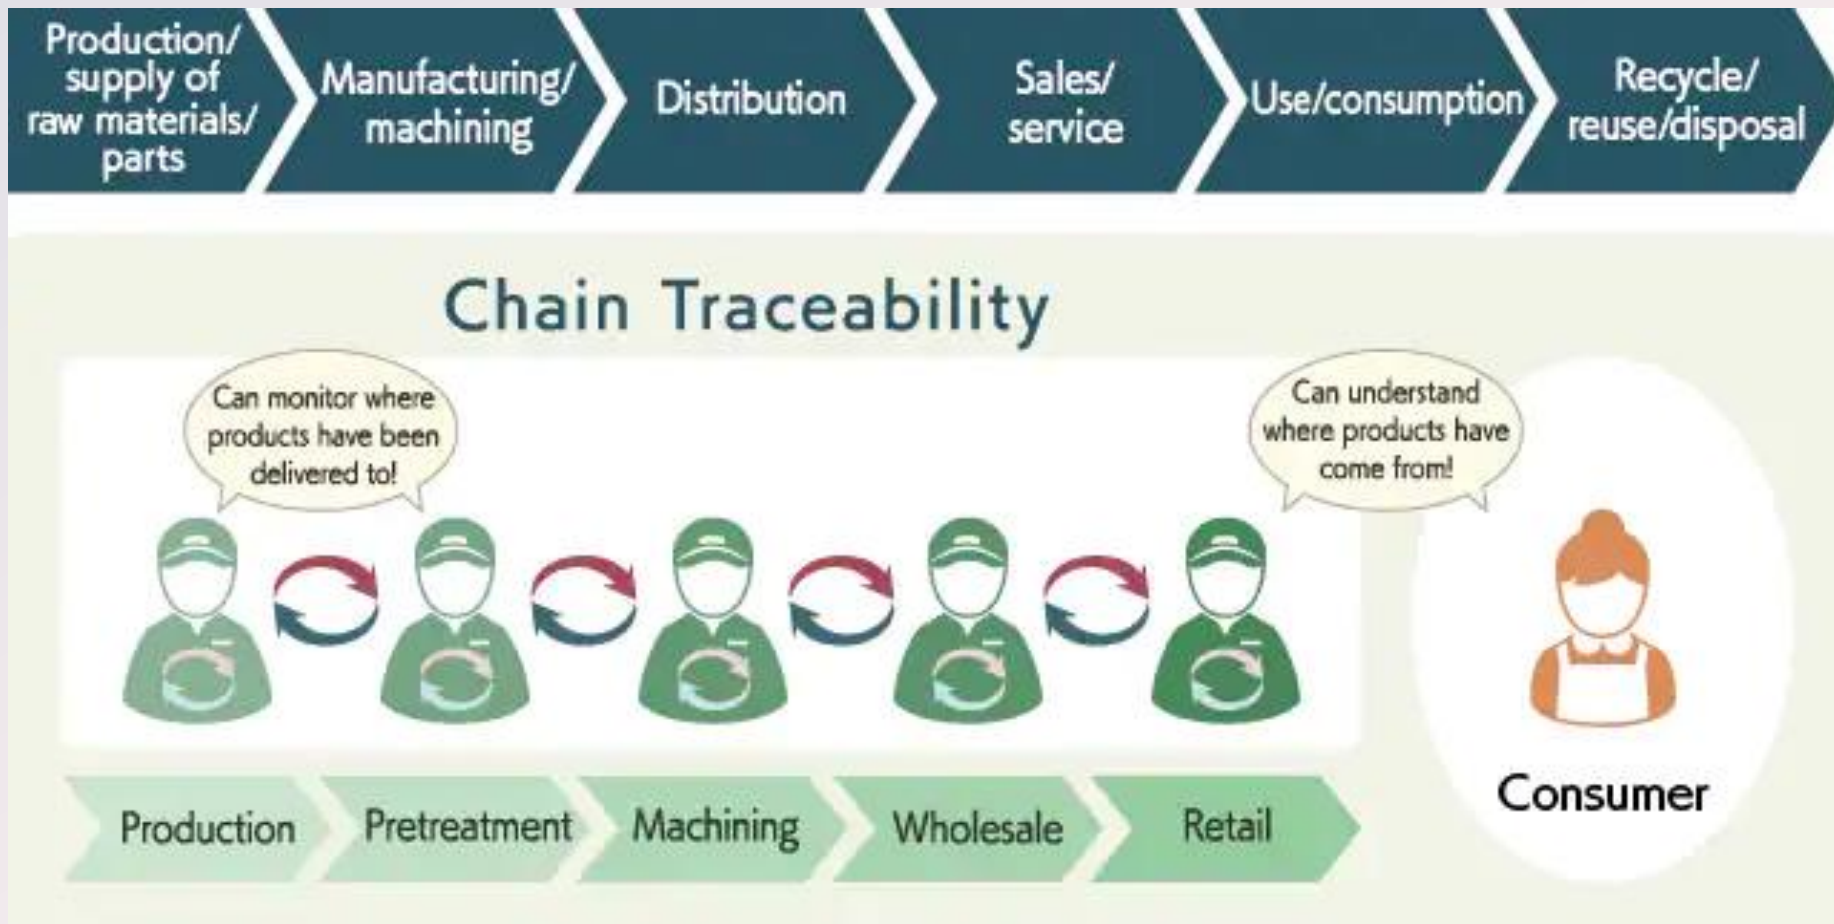 Production/
supply of
raw materials/
parts
Manufacturing/
machining
Distribution
Sales/
service
Use/consumption
Recycle/
reuse/disposal
Chain Traceability
Can monitor where
products have been
delivered to!
Can understand
where products have
come from!
Production
Pretreatment
Machining
Wholesale
Retail
Consumer